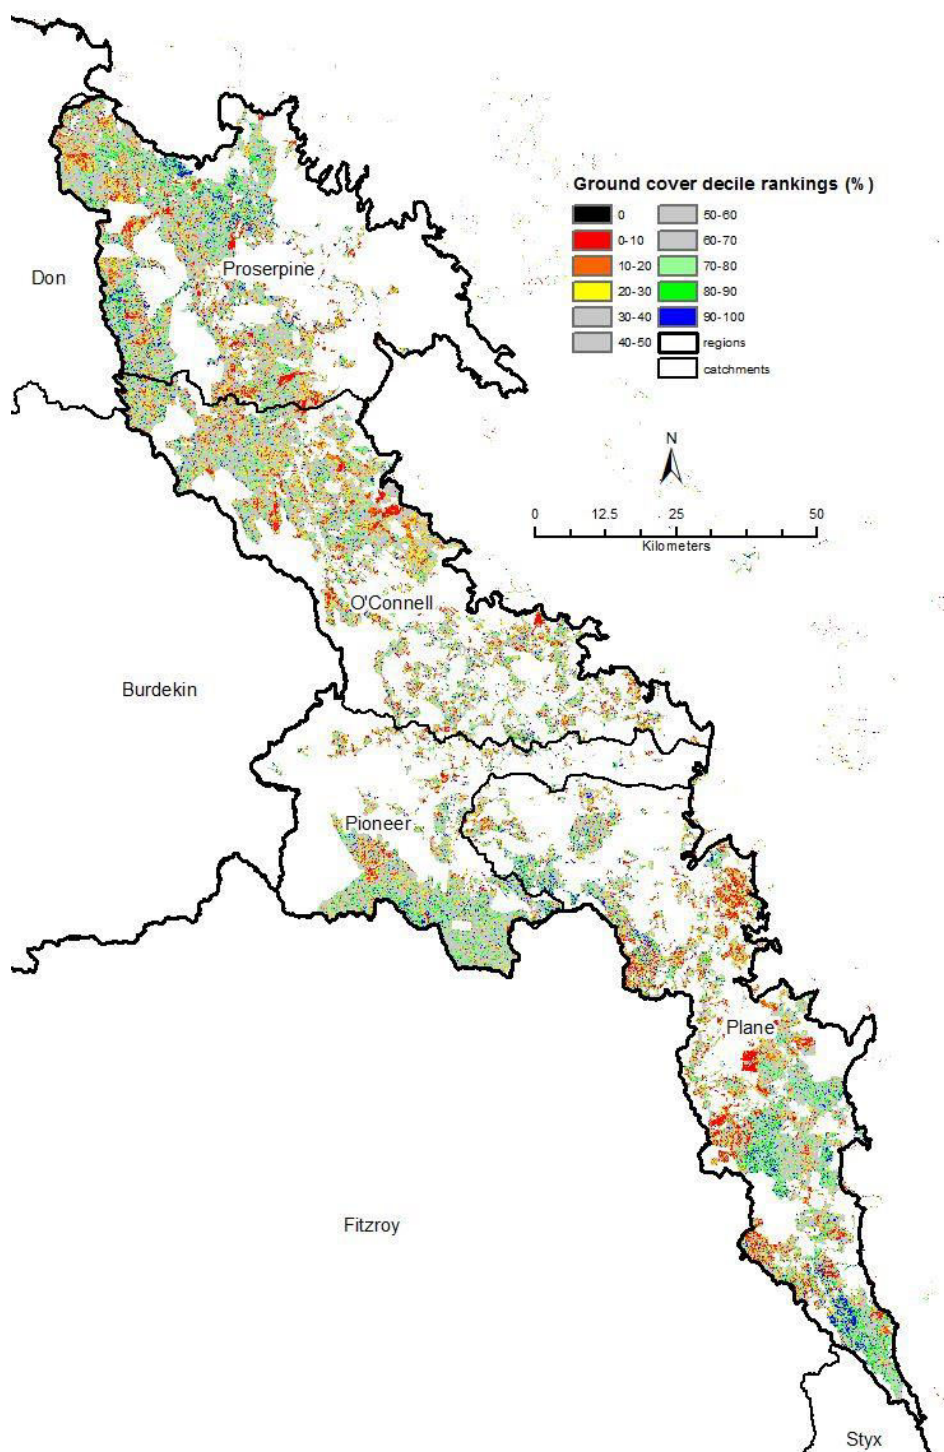 Ground cover decile rankings (%)
0 50-60
0-10 60-70
10-20 70-80
20-30 80-90
30-40 90-100
40-50 regions
catchments
Don
Proserpine
N
0 12.5 25 50
Kilometers
O'Connell
Burdekin
Pioneer
Plane
Fitzroy
Styx